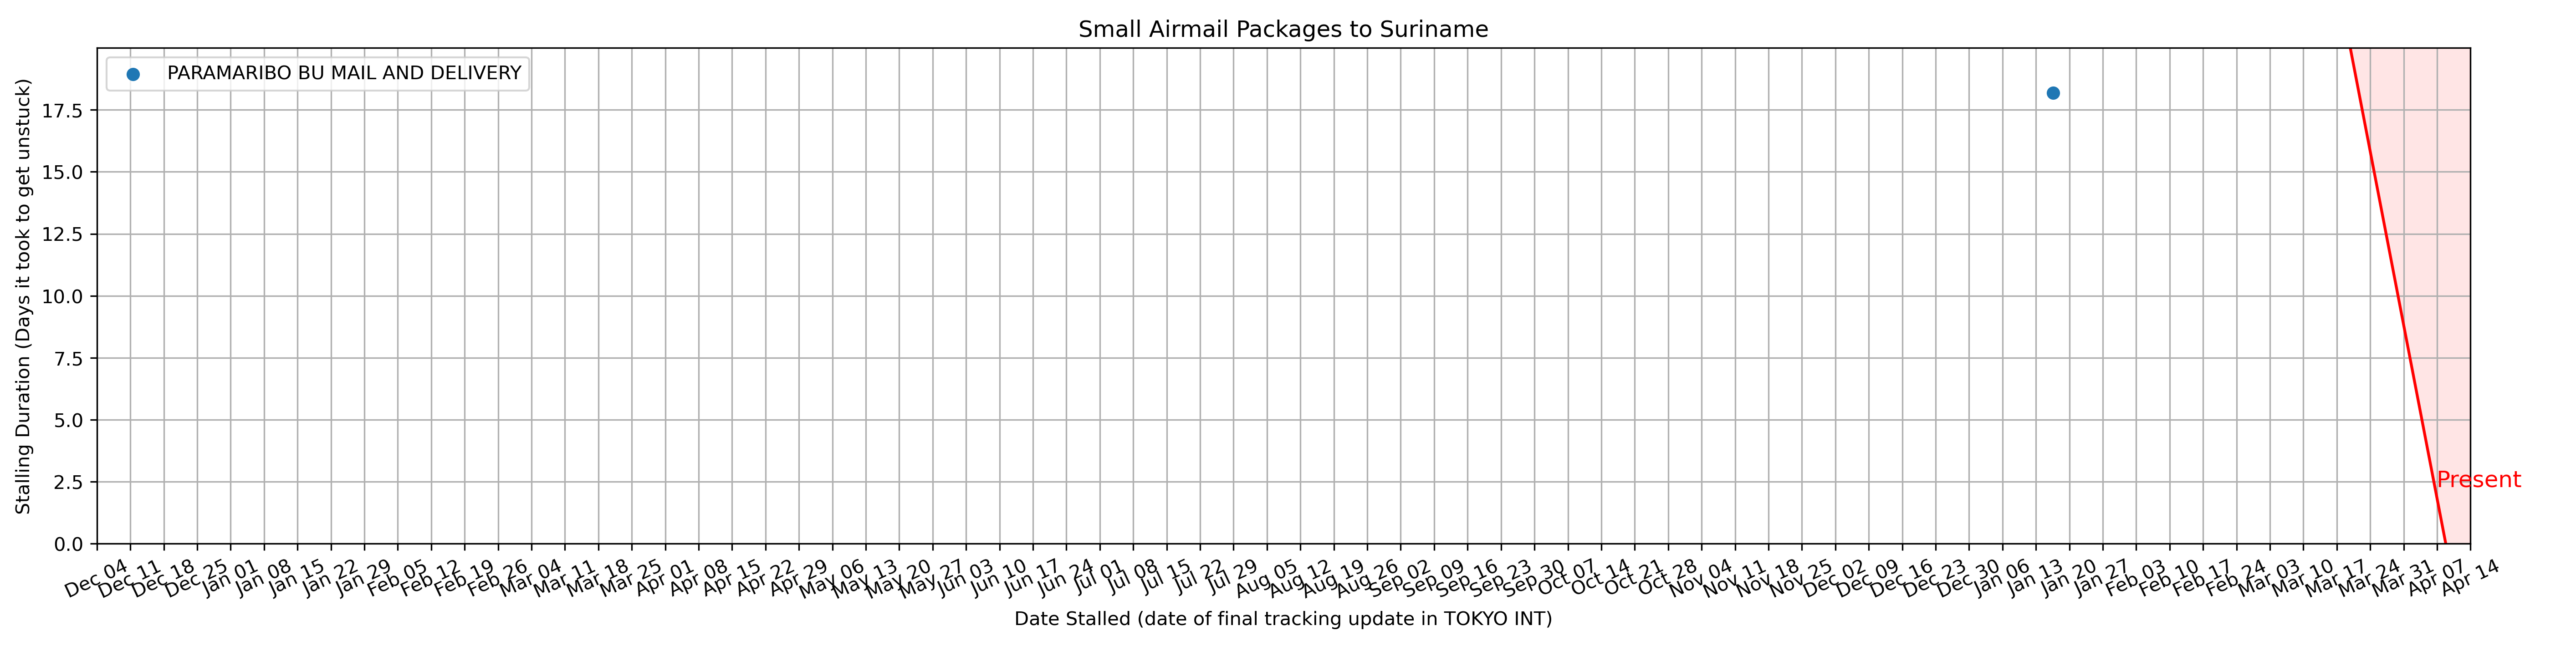 Small Airmail Packages to Suriname
PARAMARIBO BU MAIL AND DELIVERY
Stalling Duration (Days it took to get unstuck)
17.5
15.0
12.5
10.0
7.5
5.0
2.5
0.0
Present
Dec 04
Dec 11
Dec 18
Dec 25
Jan 01
Jan 08
Jan 15
Jan 22
Jan 29
Feb 05
Feb 12
Feb 19
Feb 26
Mar 04
Mar 11
Mar 18
Mar 25
Apr 01
Apr 08
Apr 15
Apr 22
Apr 29
May 06
May 13
May 20
May 27
Jun 03
Jun 10
Jun 17
Jun 24
Jul 01
Jul 08
Jul 15
Jul 22
Jul 29
Aug 05
Aug 12
Aug 19
Aug 26
Sep 02
Sep 09
Sep 16
Sep 23
Sep 30
Oct 07
Oct 14
Oct 21
Oct 28
Nov 04
Nov 11
Nov 18
Nov 25
Dec 02
Dec 09
Dec 16
Dec 23
Dec 30
Jan 06
Jan 13
Jan 20
Jan 27
Feb 03
Feb 10
Feb 17
Feb 24
Mar 03
Mar 10
Mar 17
Mar 24
Mar 31
Apr 07
Apr 14
Date Stalled (date of final tracking update in TOKYO INT)